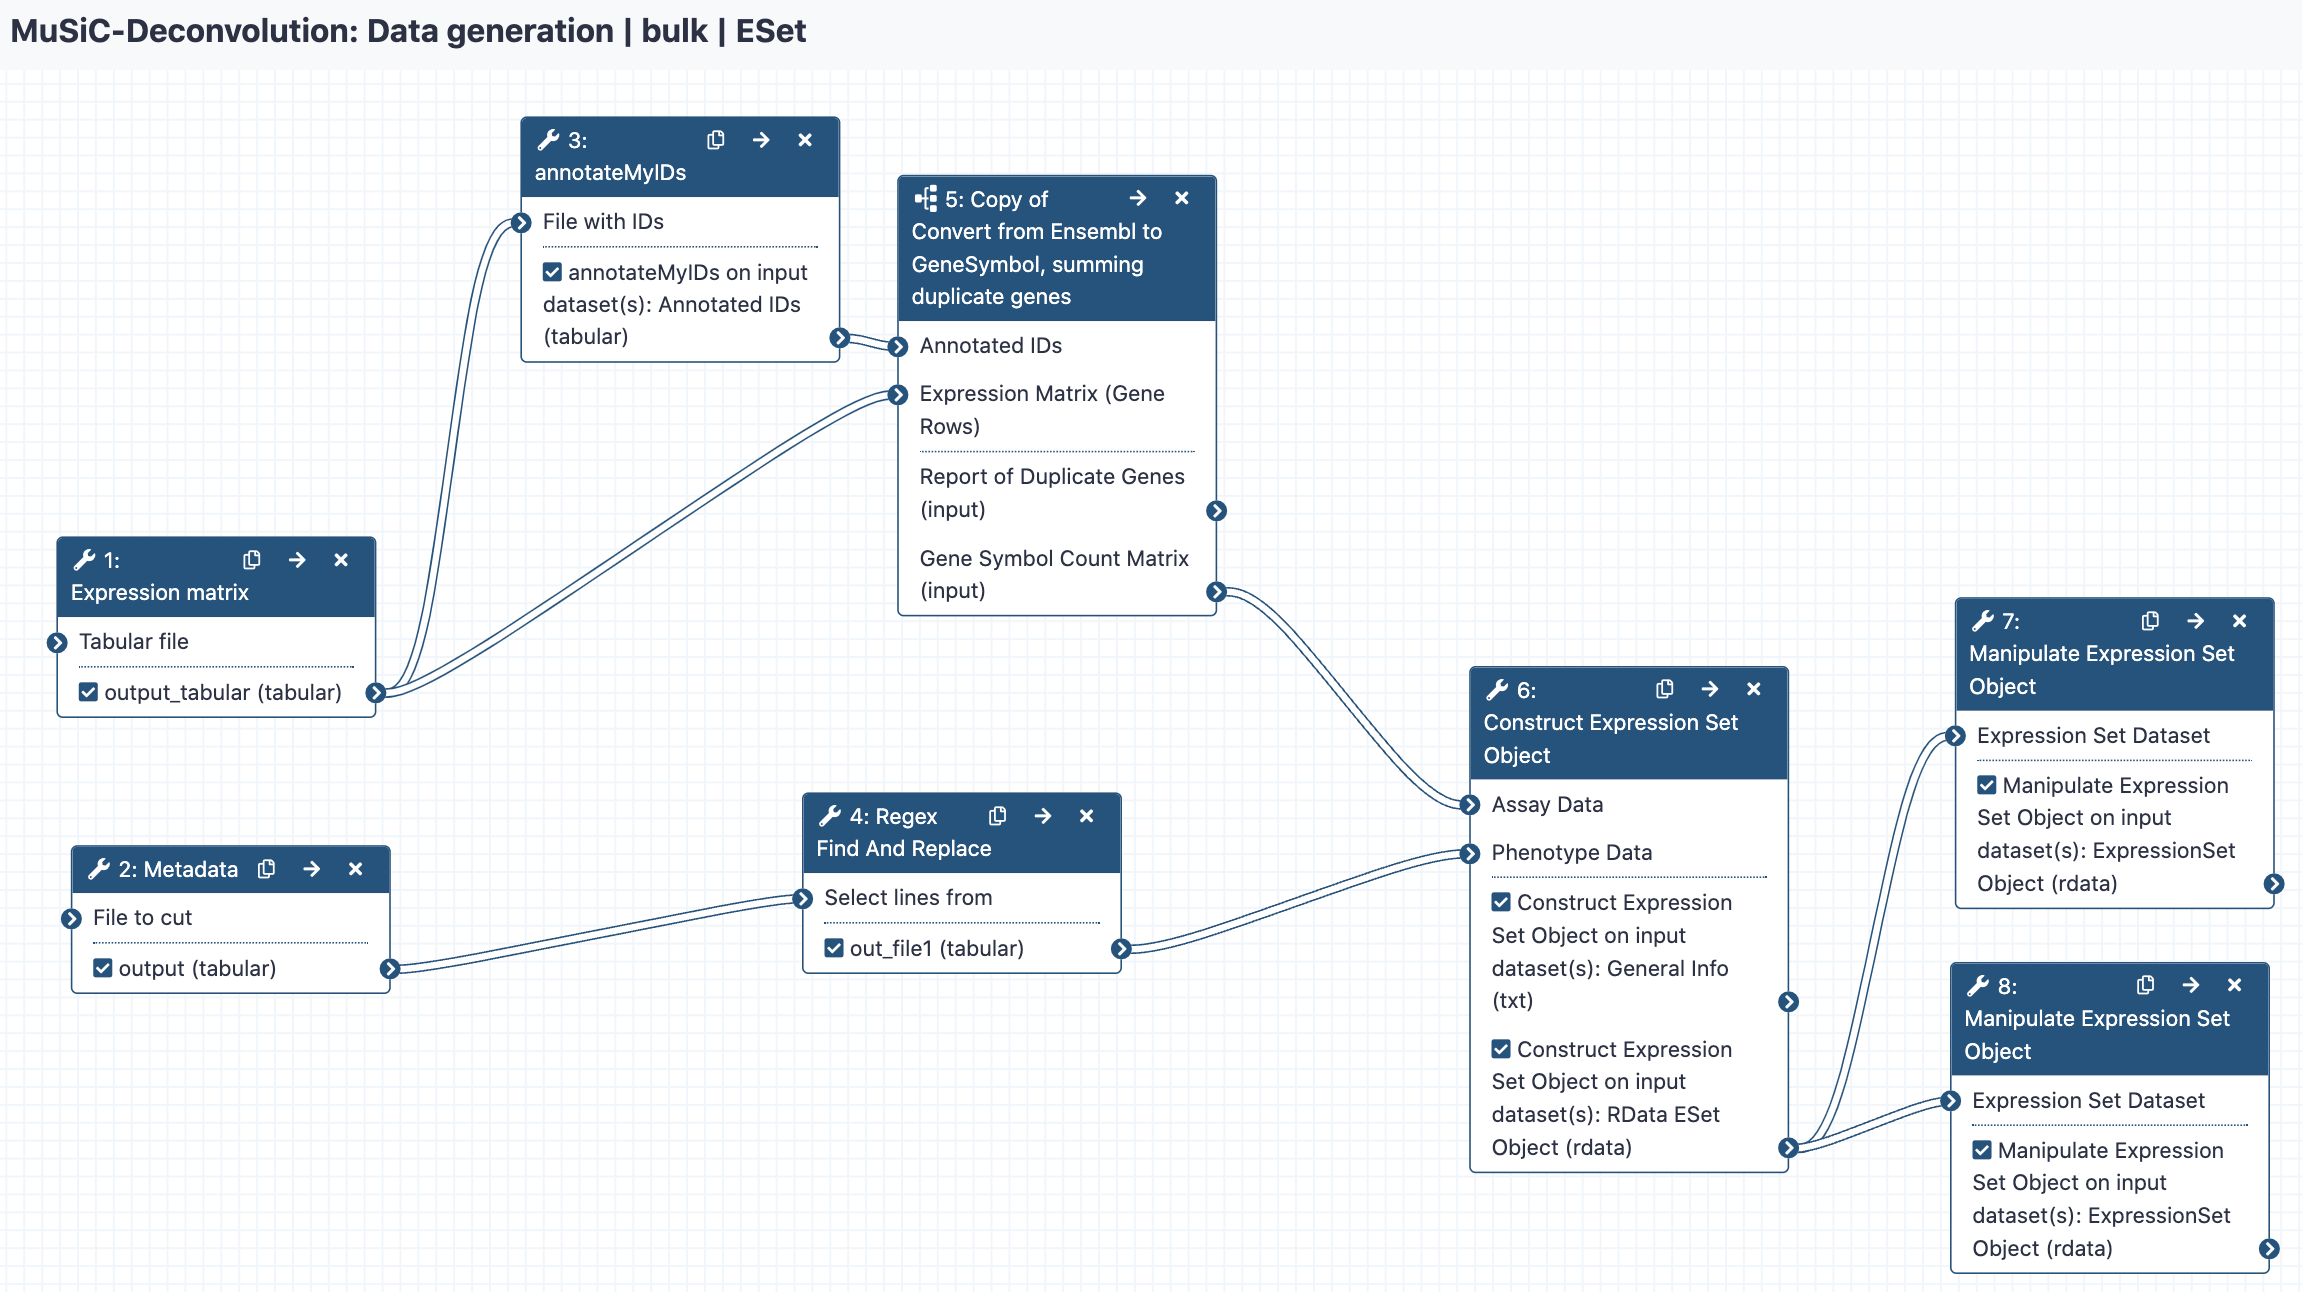 MuSiC-Deconvolution: Data generation | bulk | ESet
3:
annotateMyIDs
File with IDs
annotateMyIDs on input
dataset(s): Annotated IDs
(tabular)
5: Copy of
Convert from Ensembl to
GeneSymbol, summing
duplicate genes
Annotated IDs
Expression Matrix (Gene
Rows)
Report of Duplicate Genes
(input)
Gene Symbol Count Matrix
(input)
1:
Expression matrix
Tabular file
output_tabular (tabular)
2: Metadata
File to cut
output (tabular)
4: Regex
Find And Replace
Select lines from
out_file1 (tabular)
6:
Construct Expression Set
Object
Assay Data
Phenotype Data
Construct Expression
Set Object on input
dataset(s): General Info
(txt)
Construct Expression
Set Object on input
dataset(s): RData ESet
Object (rdata)
7:
Manipulate Expression Set
Object
Expression Set Dataset
Manipulate Expression
Set Object on input
dataset(s): ExpressionSet
Object (rdata)
8:
Manipulate Expression Set
Object
Expression Set Dataset
Manipulate Expression
Set Object on input
dataset(s): ExpressionSet
Object (rdata)